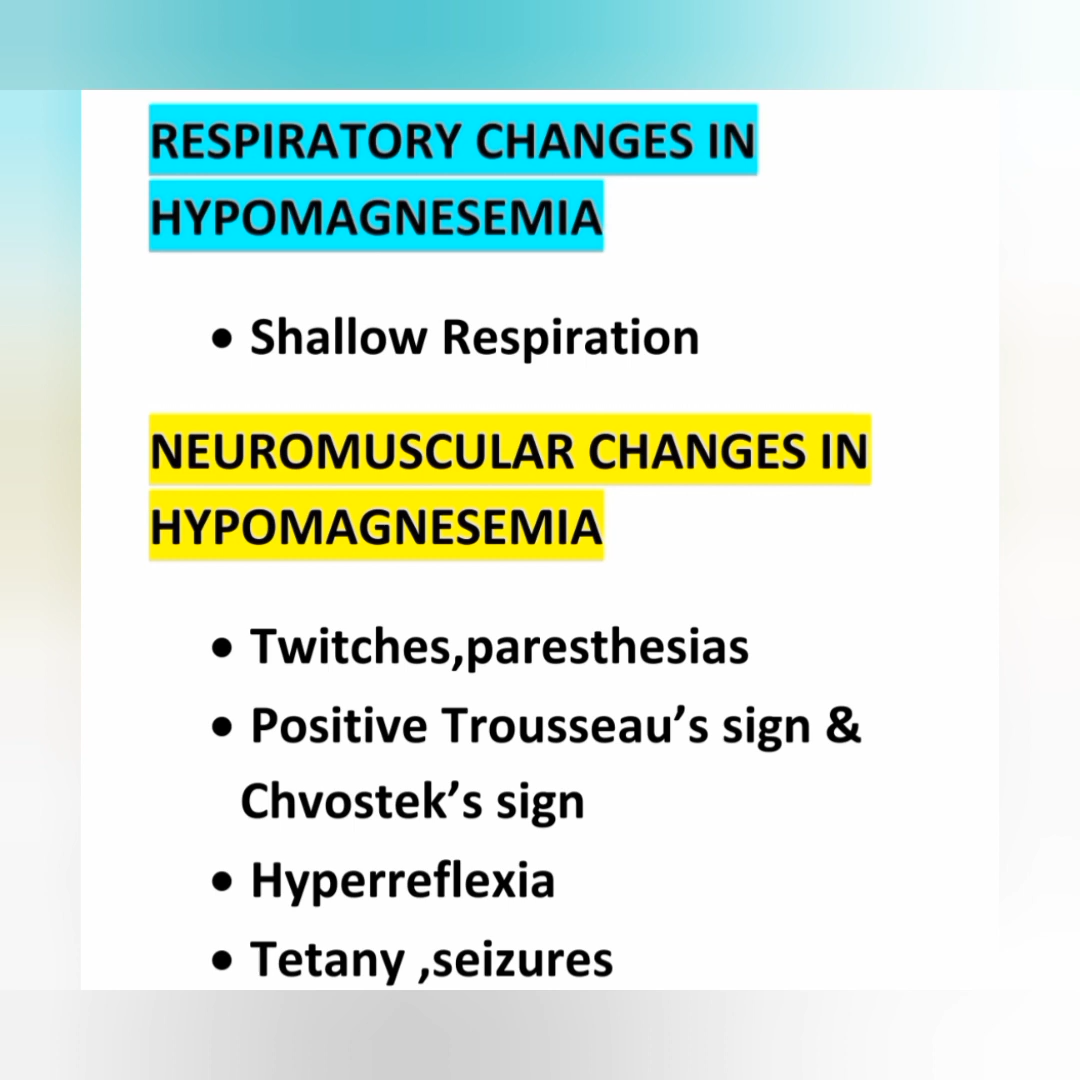 RESPIRATORY CHANGES IN
HYPOMAGNESEMIA
• Shallow Respiration
NEUROMUSCULAR CHANGES IN
HYPOMAGNESEMIA
• Twitches,paresthesias
• Positive Trousseau’s sign &
Chvostek’s sign
• Hyperreflexia
• Tetany ,seizures